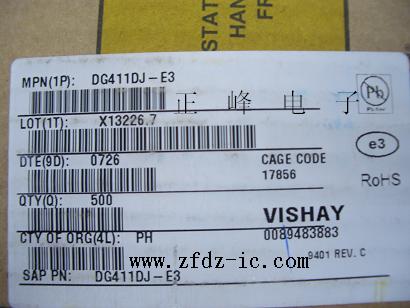 STAT
HAND
FR
MPN(1P): DG411DJ-E3
正峰电子
LOT(1T): X13226.7
DTE(9D): 0726
CAGE CODE
17856
QTY(Q): 500
VISHAY
0089483883
CTY OF ORG(4L): PH
9401 REV. C
www.zfdz-ic.com
SAP PN: DG411DJ-E3
Pb
e3
RoHS